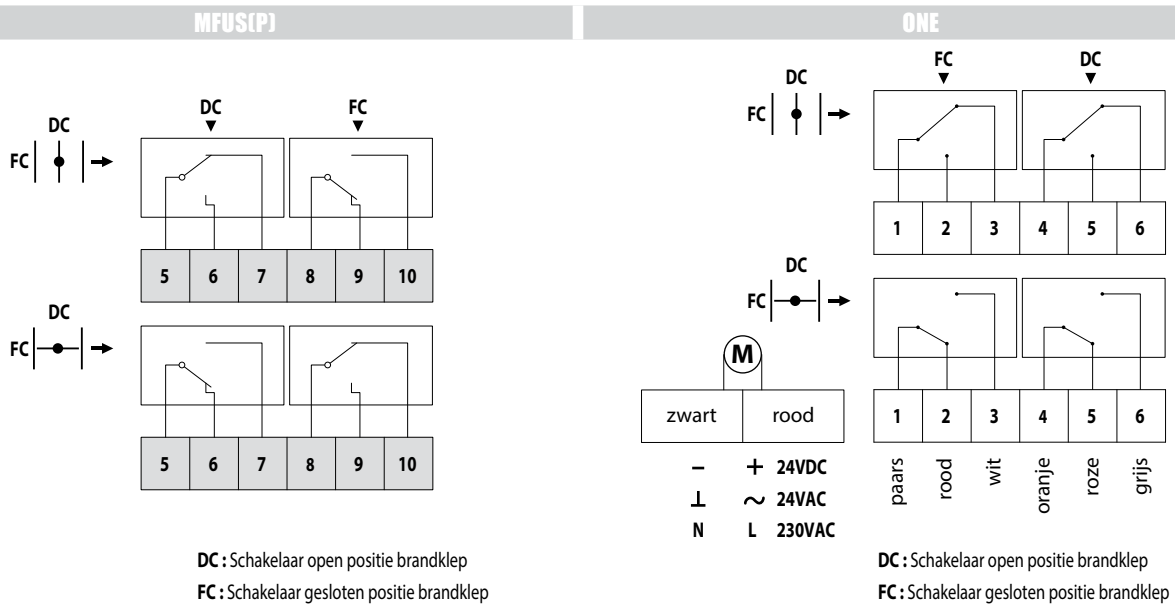 MFUS(P)
DC
FC
DC
FC
5 6 7 8 9 10
DC
FC
5 6 7 8 9 10
DC : Schakelaar open positie brandklep
FC : Schakelaar gesloten positie brandklep
ONE
FC
DC
DC
FC
1 2 3 4 5 6
DC
FC
M
zwart rood
1 2 3 4 5 6
paars rood wit oranje roze grijs
– + 24VDC
⊥ ~ 24VAC
N L 230VAC
DC : Schakelaar open positie brandklep
FC : Schakelaar gesloten positie brandklep